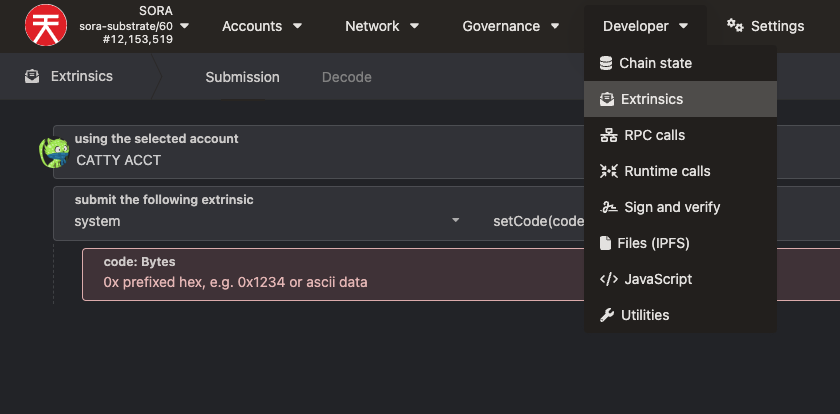 SORA
sora-substrate/60
#12,153,519
Accounts
Network
Governance
Developer
Settings
Extrinsics
Submission
Decode
Chain state
Extrinsics
RPC calls
Runtime calls
Sign and verify
Files (IPFS)
JavaScript
Utilities
using the selected account
CATTY ACCT
submit the following extrinsic
system
setCode(code
code: Bytes
0x prefixed hex, e.g. 0x1234 or ascii data